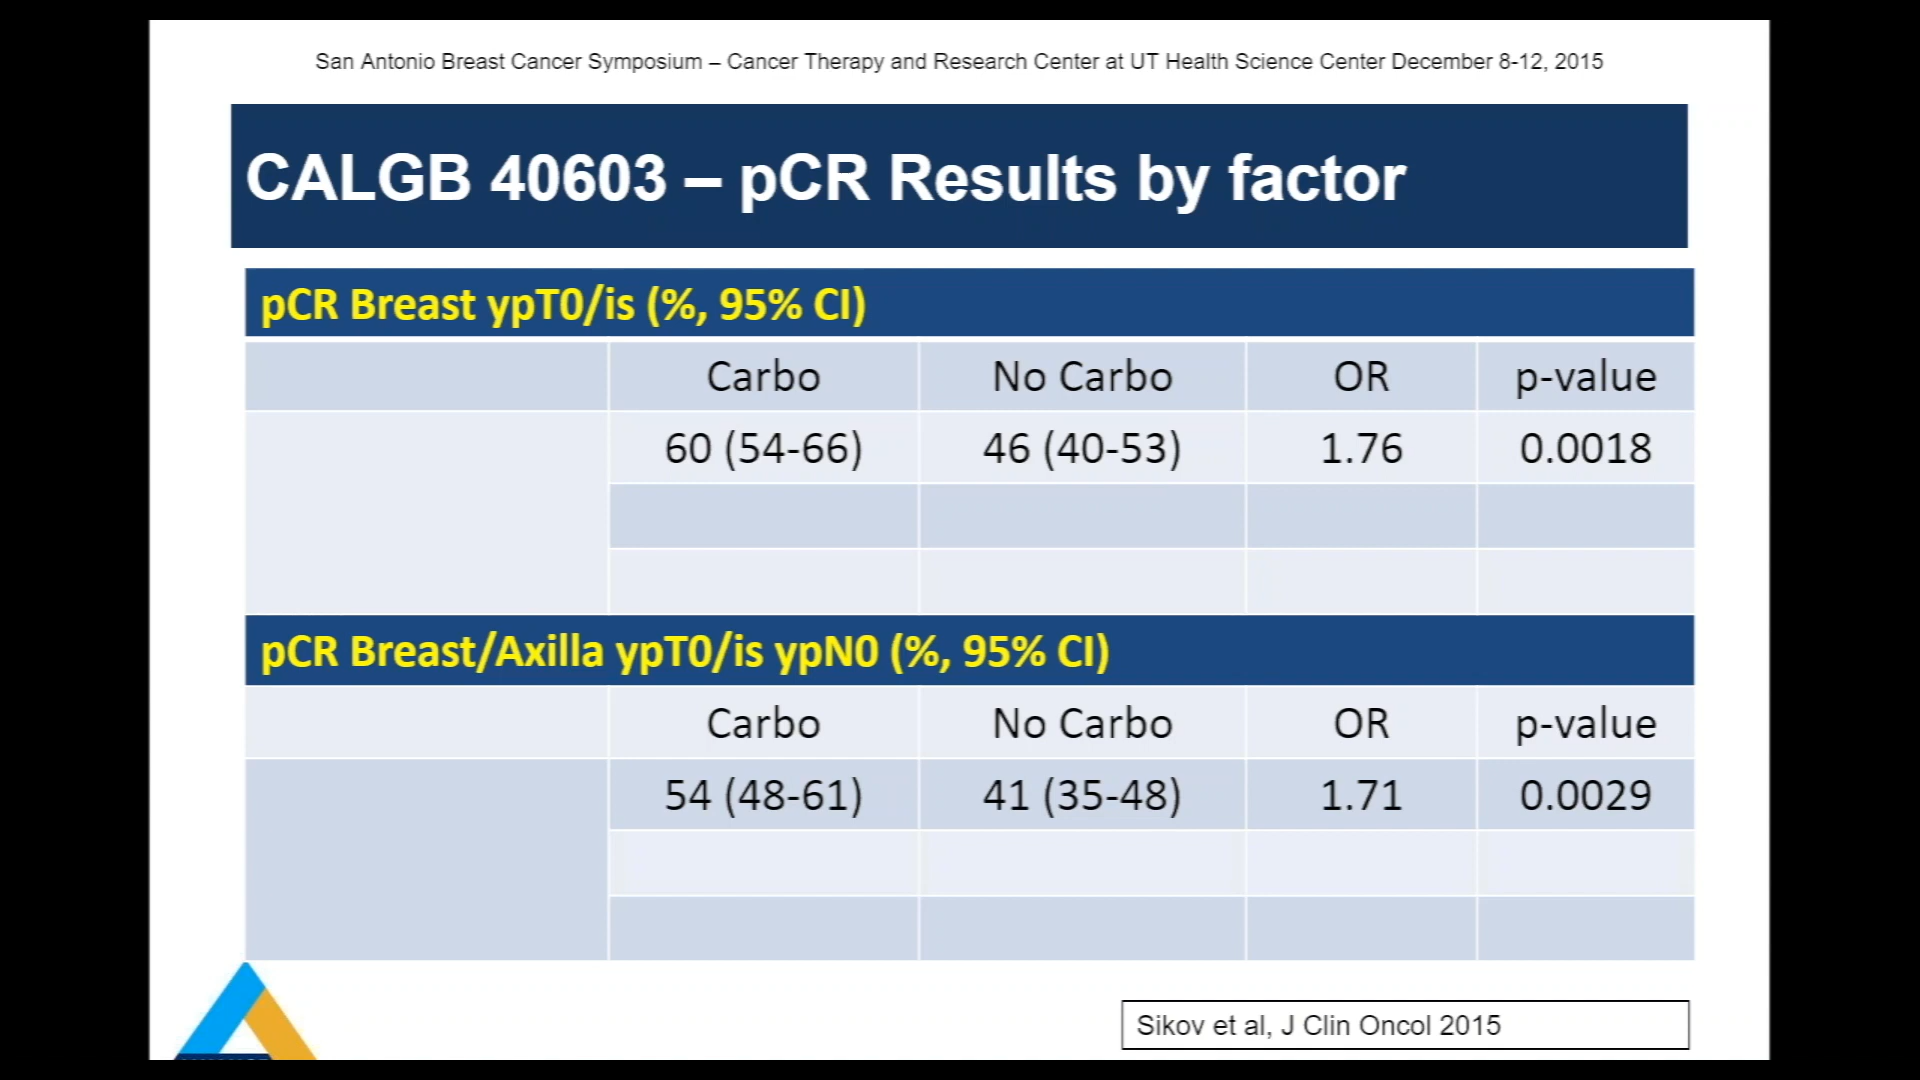 San Antonio Breast Cancer Symposium – Cancer Therapy and Research Center at UT Health Science Center December 8-12, 2015
CALGB 40603 – pCR Results by factor
pCR Breast ypT0/is (%, 95% CI)
Carbo No Carbo OR p-value
60 (54-66) 46 (40-53) 1.76 0.0018
pCR Breast/Axilla ypT0/is ypN0 (%, 95% CI)
Carbo No Carbo OR p-value
54 (48-61) 41 (35-48) 1.71 0.0029
Sikov et al, J Clin Oncol 2015